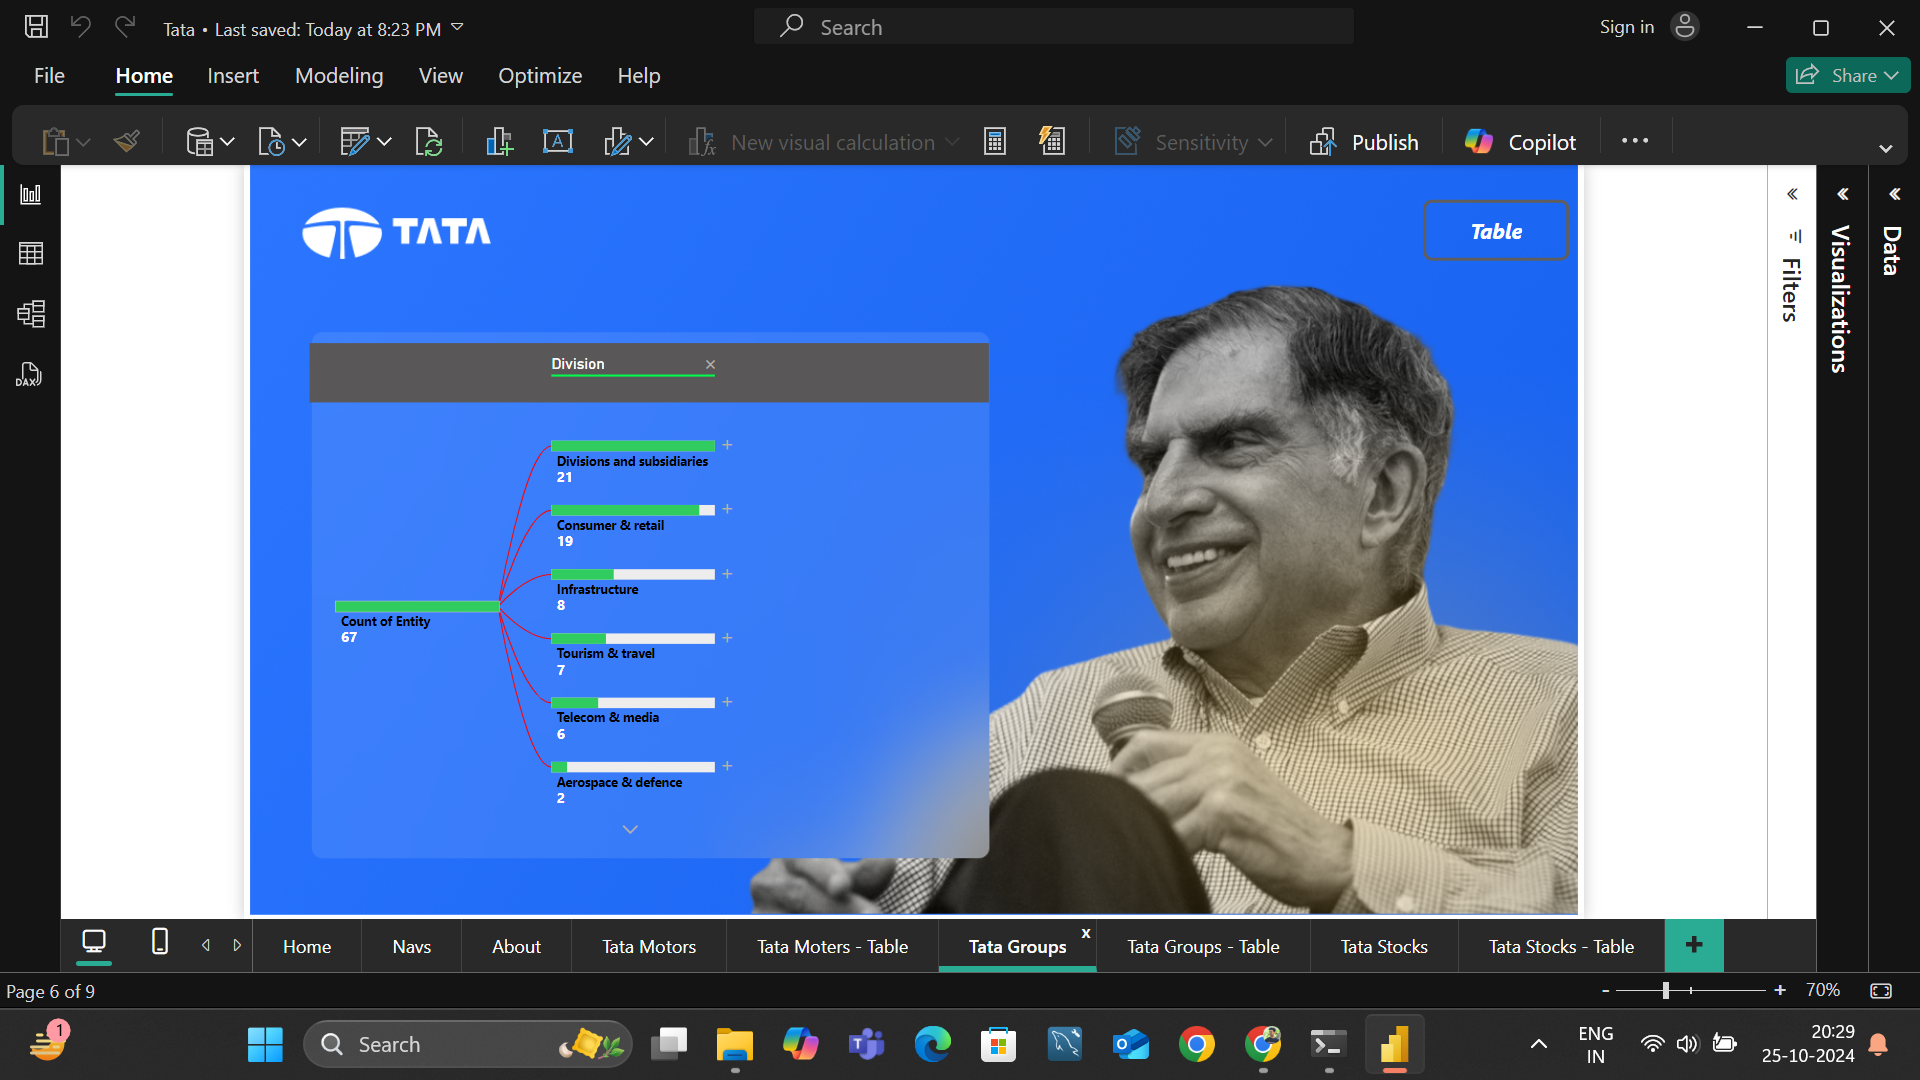 Tata • Last saved: Today at 8:23 PM
Search
Sign in
File Home Insert Modeling View Optimize Help
Share
New visual calculation
Sensitivity
Publish
Copilot
TATA
Table
Filters
Visualizations
Data
DAX
Division
Divisions and subsidiaries
21
Consumer & retail
19
Infrastructure
8
Count of Entity
67
Tourism & travel
7
Telecom & media
6
Aerospace & defence
2
Home Navs About Tata Motors Tata Moters - Table Tata Groups x Tata Groups - Table Tata Stocks Tata Stocks - Table +
Page 6 of 9
- + 70%
1
Search
ENG
IN
20:29
25-10-2024